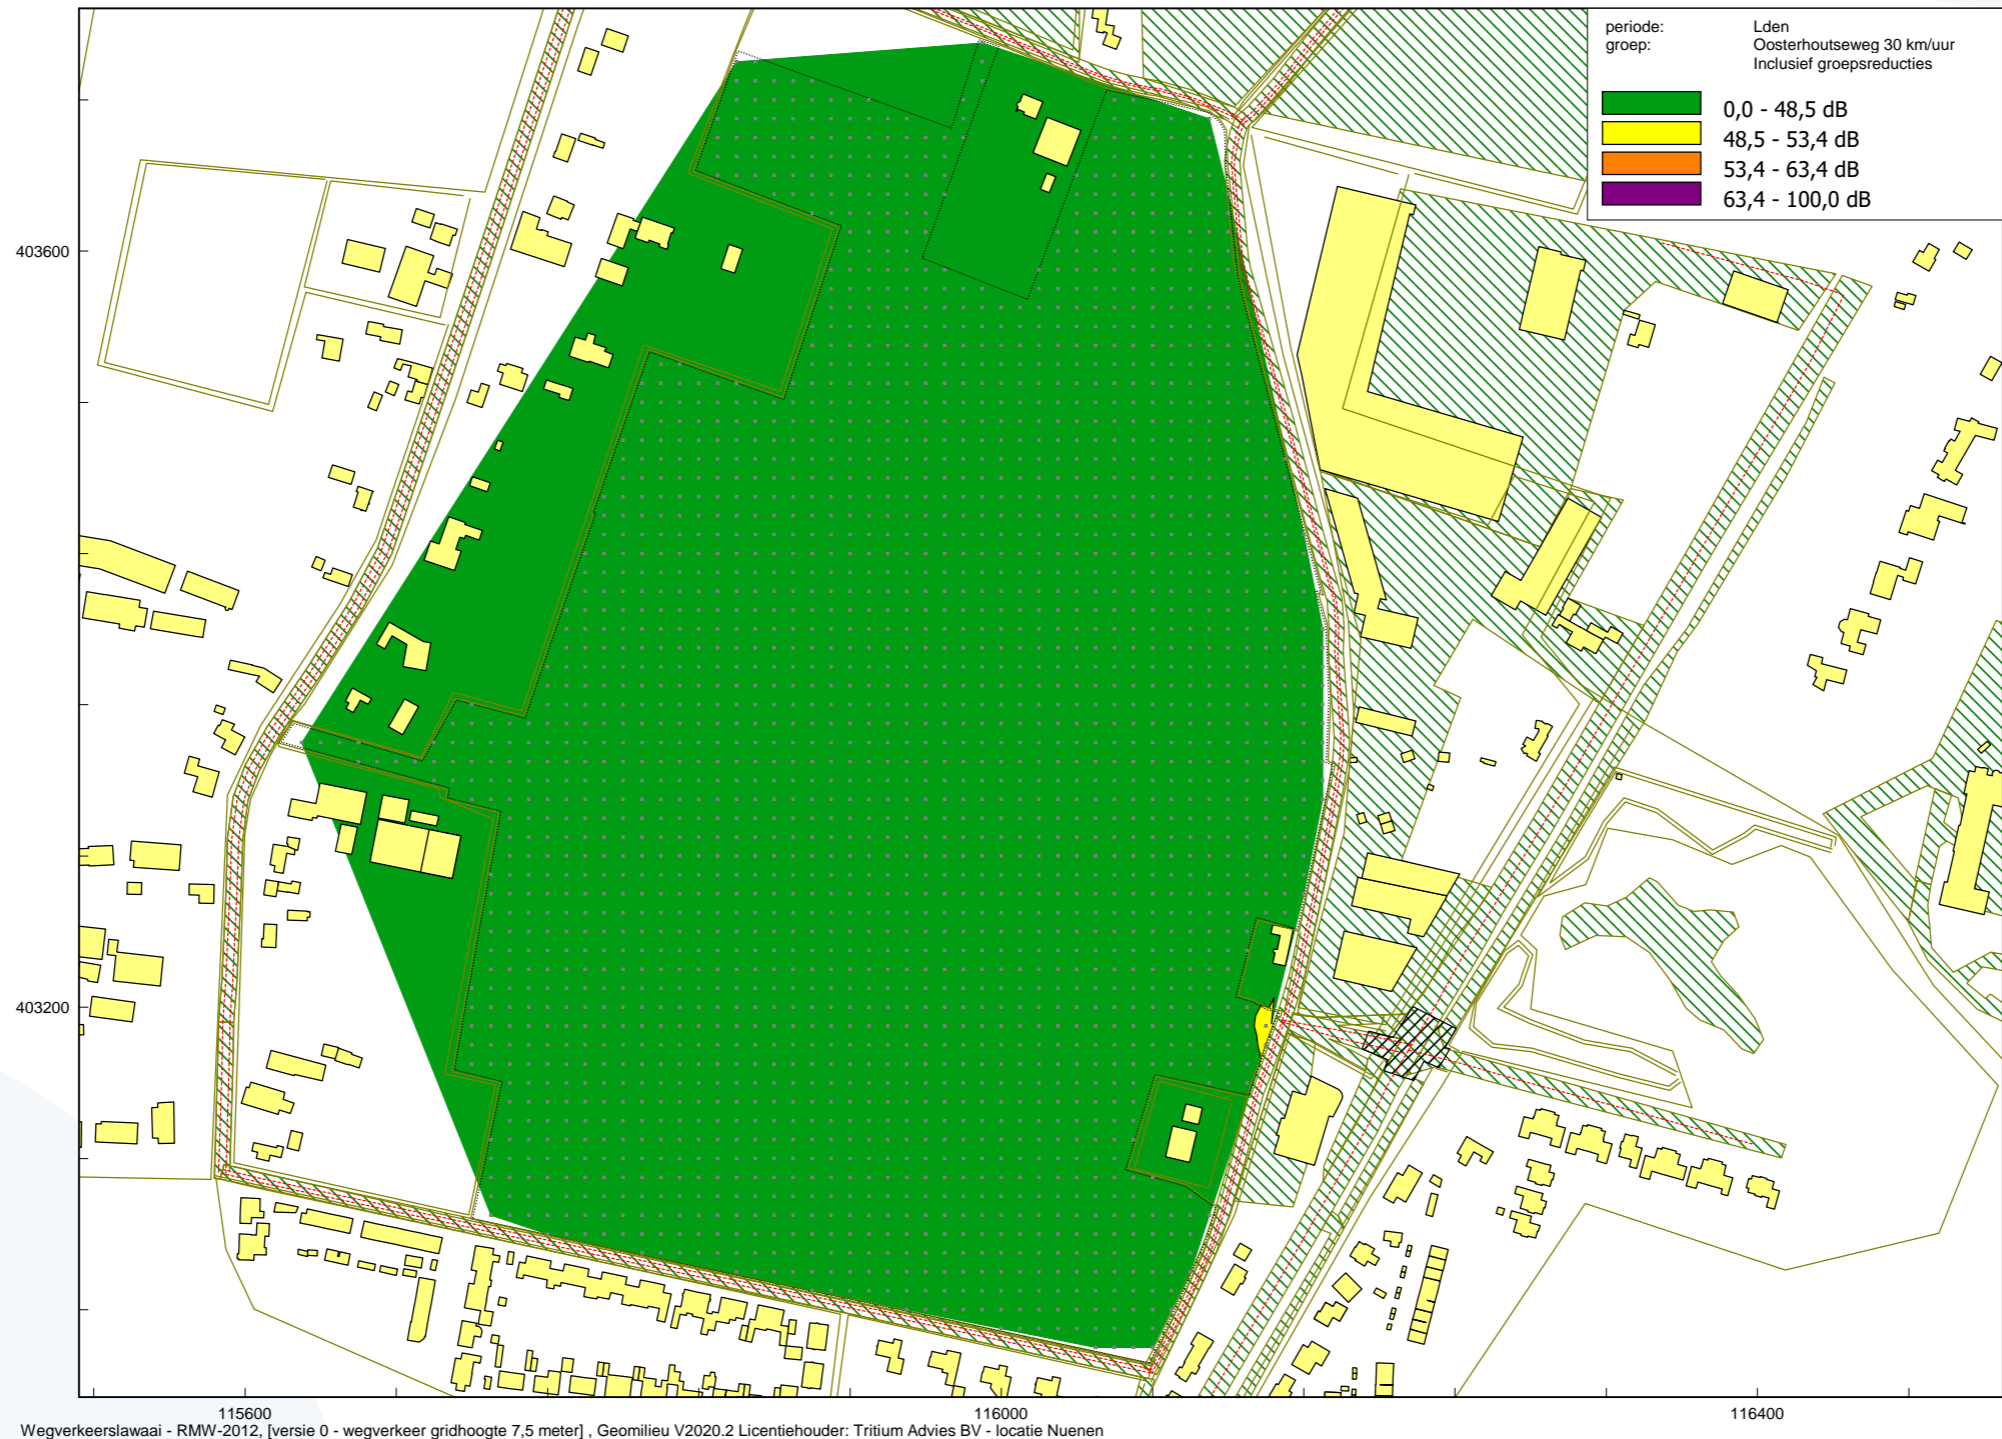 periode: Lden
groep: Oosterhoutseweg 30 km/uur
Inclusief groepsreducties
0,0 - 48,5 dB
48,5 - 53,4 dB
53,4 - 63,4 dB
63,4 - 100,0 dB
403600
403200
115600 116000 116400
Wegverkeerslawaai - RMW-2012, [versie 0 - wegverkeer gridhoogte 7,5 meter] , Geomilieu V2020.2 Licentiehouder: Tritium Advies BV - locatie Nuenen